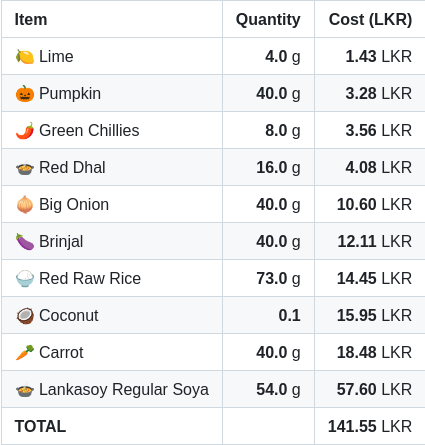 Item Quantity Cost (LKR)
🍋 Lime 4.0 g 1.43 LKR
🎃 Pumpkin 40.0 g 3.28 LKR
🌶️ Green Chillies 8.0 g 3.56 LKR
🍲 Red Dhal 16.0 g 4.08 LKR
🧅 Big Onion 40.0 g 10.60 LKR
🍆 Brinjal 40.0 g 12.11 LKR
🍚 Red Raw Rice 73.0 g 14.45 LKR
🥥 Coconut 0.1 15.95 LKR
🥕 Carrot 40.0 g 18.48 LKR
🍲 Lankasoy Regular Soya 54.0 g 57.60 LKR
TOTAL 141.55 LKR